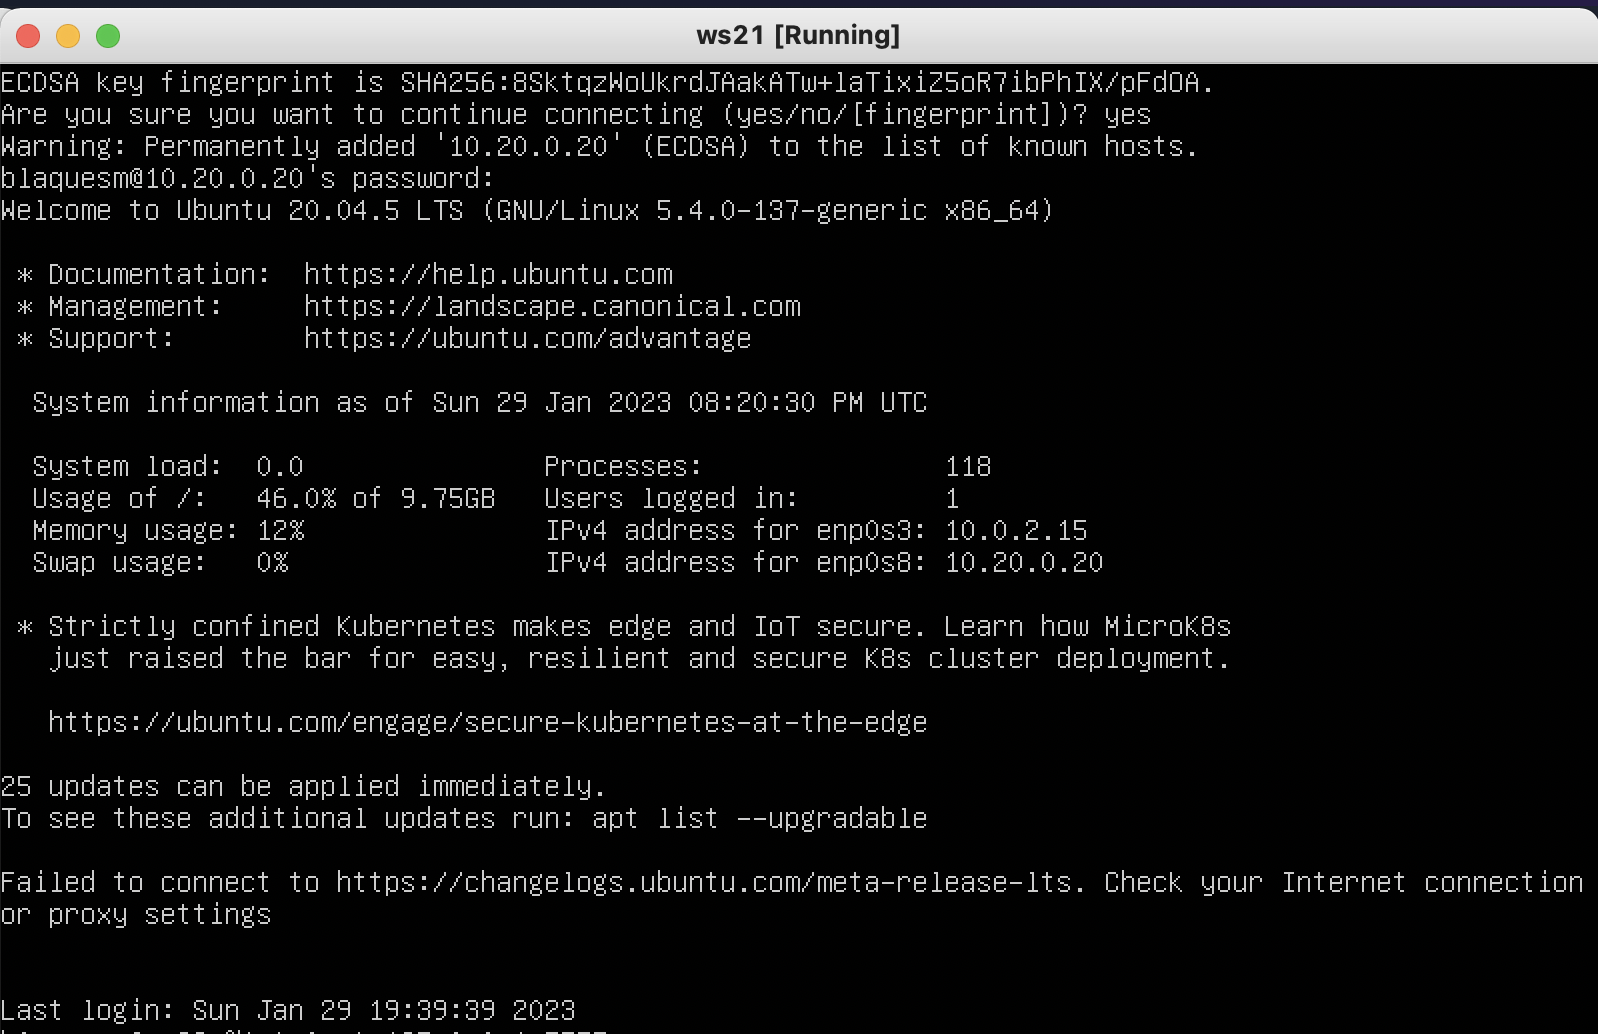 ws21 [Running]
ECDSA key fingerprint is SHA256:8SktqzWoUkrdJAakATw+laTixiZ5oR7ibPhIX/pFdOA.
Are you sure you want to continue connecting (yes/no/[fingerprint])? yes
Warning: Permanently added '10.20.0.20' (ECDSA) to the list of known hosts.
blaquesm@10.20.0.20's password:
Welcome to Ubuntu 20.04.5 LTS (GNU/Linux 5.4.0-137-generic x86_64)
* Documentation:  https://help.ubuntu.com
* Management:     https://landscape.canonical.com
* Support:        https://ubuntu.com/advantage
System information as of Sun 29 Jan 2023 08:20:30 PM UTC
System load:  0.0               Processes:               118
Usage of /:   46.0% of 9.75GB   Users logged in:         1
Memory usage: 12%               IPv4 address for enp0s3: 10.0.2.15
Swap usage:   0%                IPv4 address for enp0s8: 10.20.0.20
* Strictly confined Kubernetes makes edge and IoT secure. Learn how MicroK8s
just raised the bar for easy, resilient and secure K8s cluster deployment.
https://ubuntu.com/engage/secure-kubernetes-at-the-edge
25 updates can be applied immediately.
To see these additional updates run: apt list --upgradable
Failed to connect to https://changelogs.ubuntu.com/meta-release-lts. Check your Internet connection
or proxy settings
Last login: Sun Jan 29 19:39:39 2023